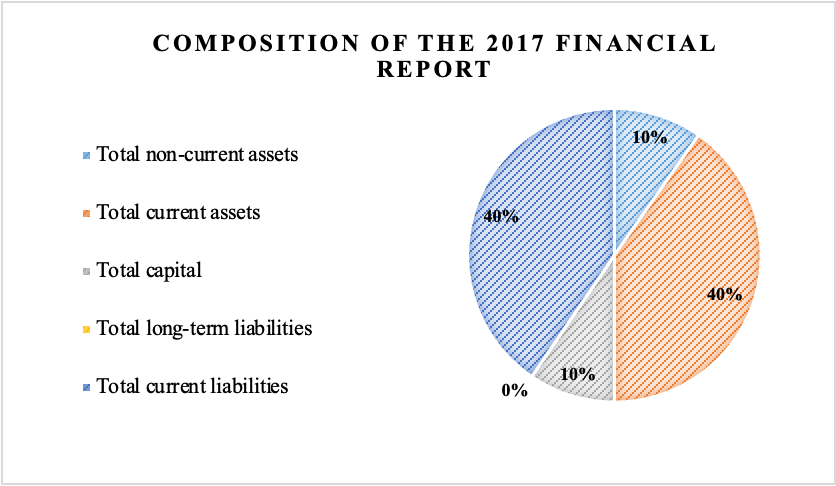 COMPOSITION OF THE 2017 FINANCIAL
REPORT
Total non-current assets
Total current assets
Total capital
Total long-term liabilities
Total current liabilities
10%
40%
10%
0%
40%